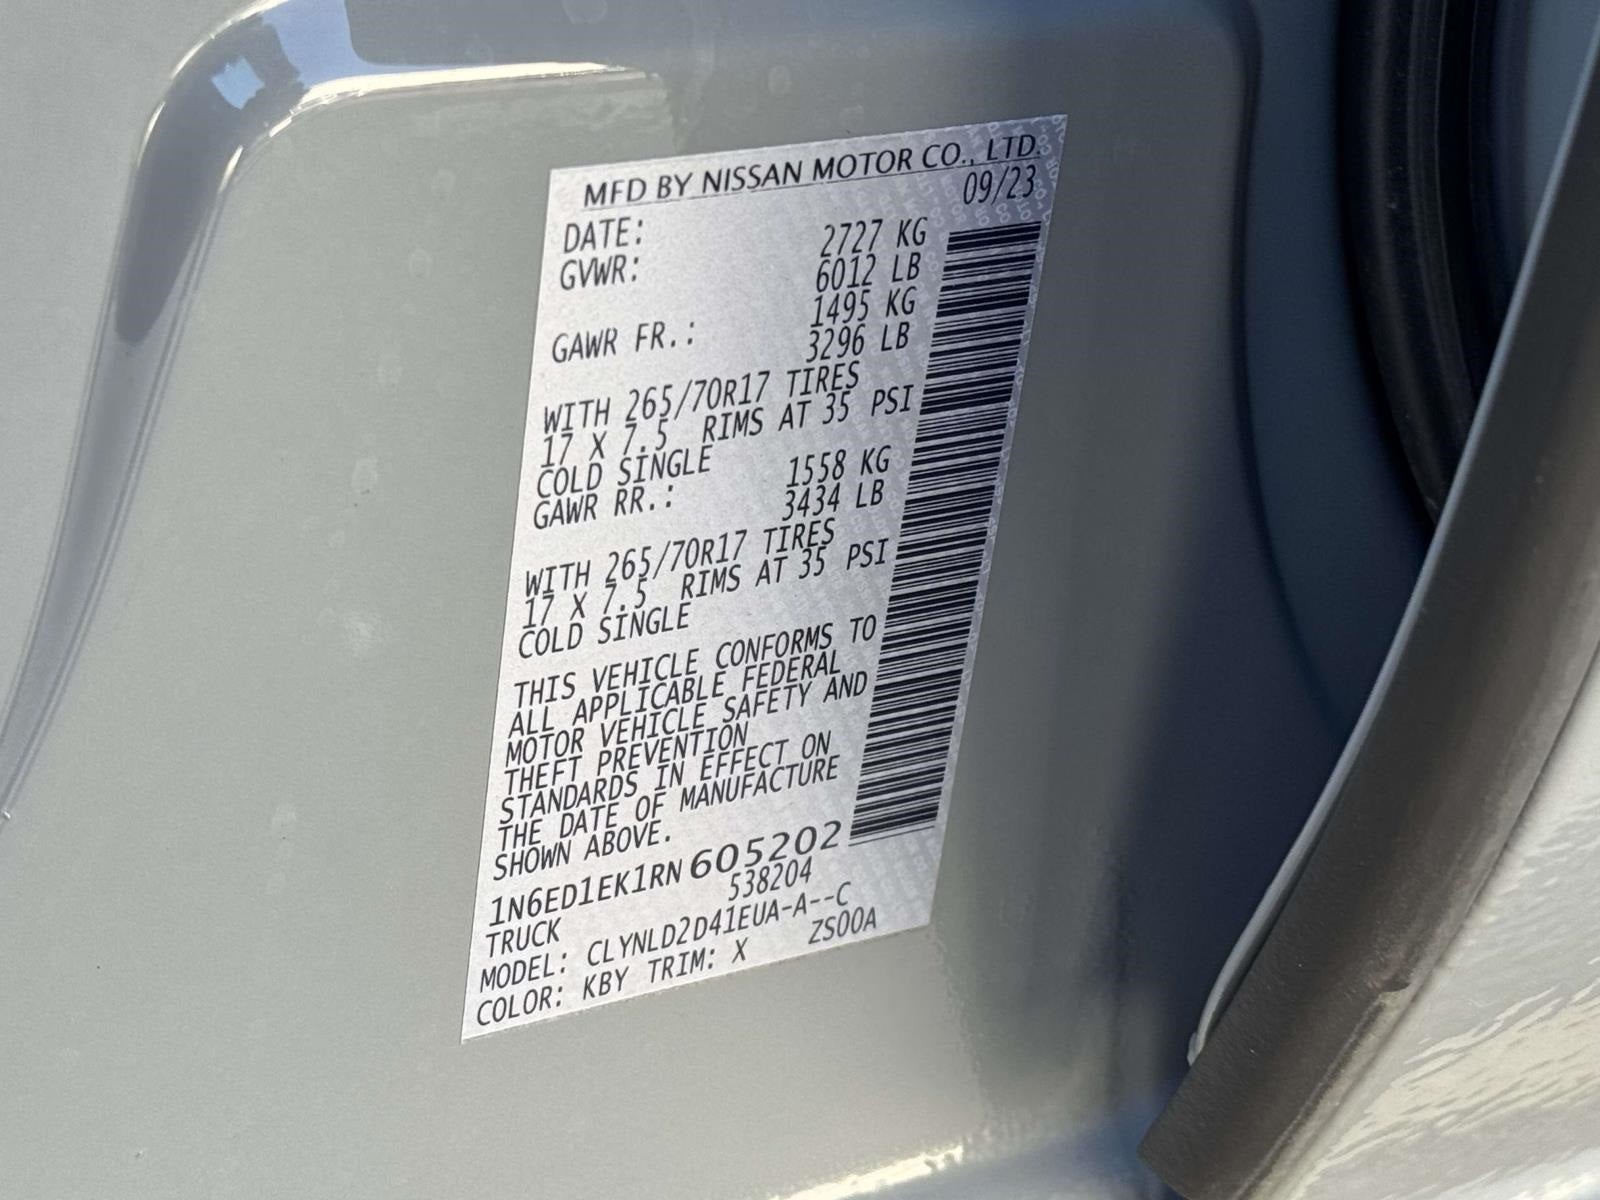 MFD BY NISSAN MOTOR CO., LTD.
DATE: 09/23
GVWR: 2727 KG
6012 LB
GAWR FR.: 1495 KG
3296 LB
WITH 265/70R17 TIRES
17 X 7.5 RIMS AT 35 PSI
COLD SINGLE
GAWR RR.: 1558 KG
3434 LB
WITH 265/70R17 TIRES
17 X 7.5 RIMS AT 35 PSI
COLD SINGLE
THIS VEHICLE CONFORMS TO
ALL APPLICABLE FEDERAL
MOTOR VEHICLE SAFETY AND
THEFT PREVENTION
STANDARDS IN EFFECT ON
THE DATE OF MANUFACTURE
SHOWN ABOVE.
1N6ED1EK1RN605202
TRUCK 538204
MODEL: CLYNLD2D41EUA-A--C
COLOR: KBY TRIM: X ZS00A